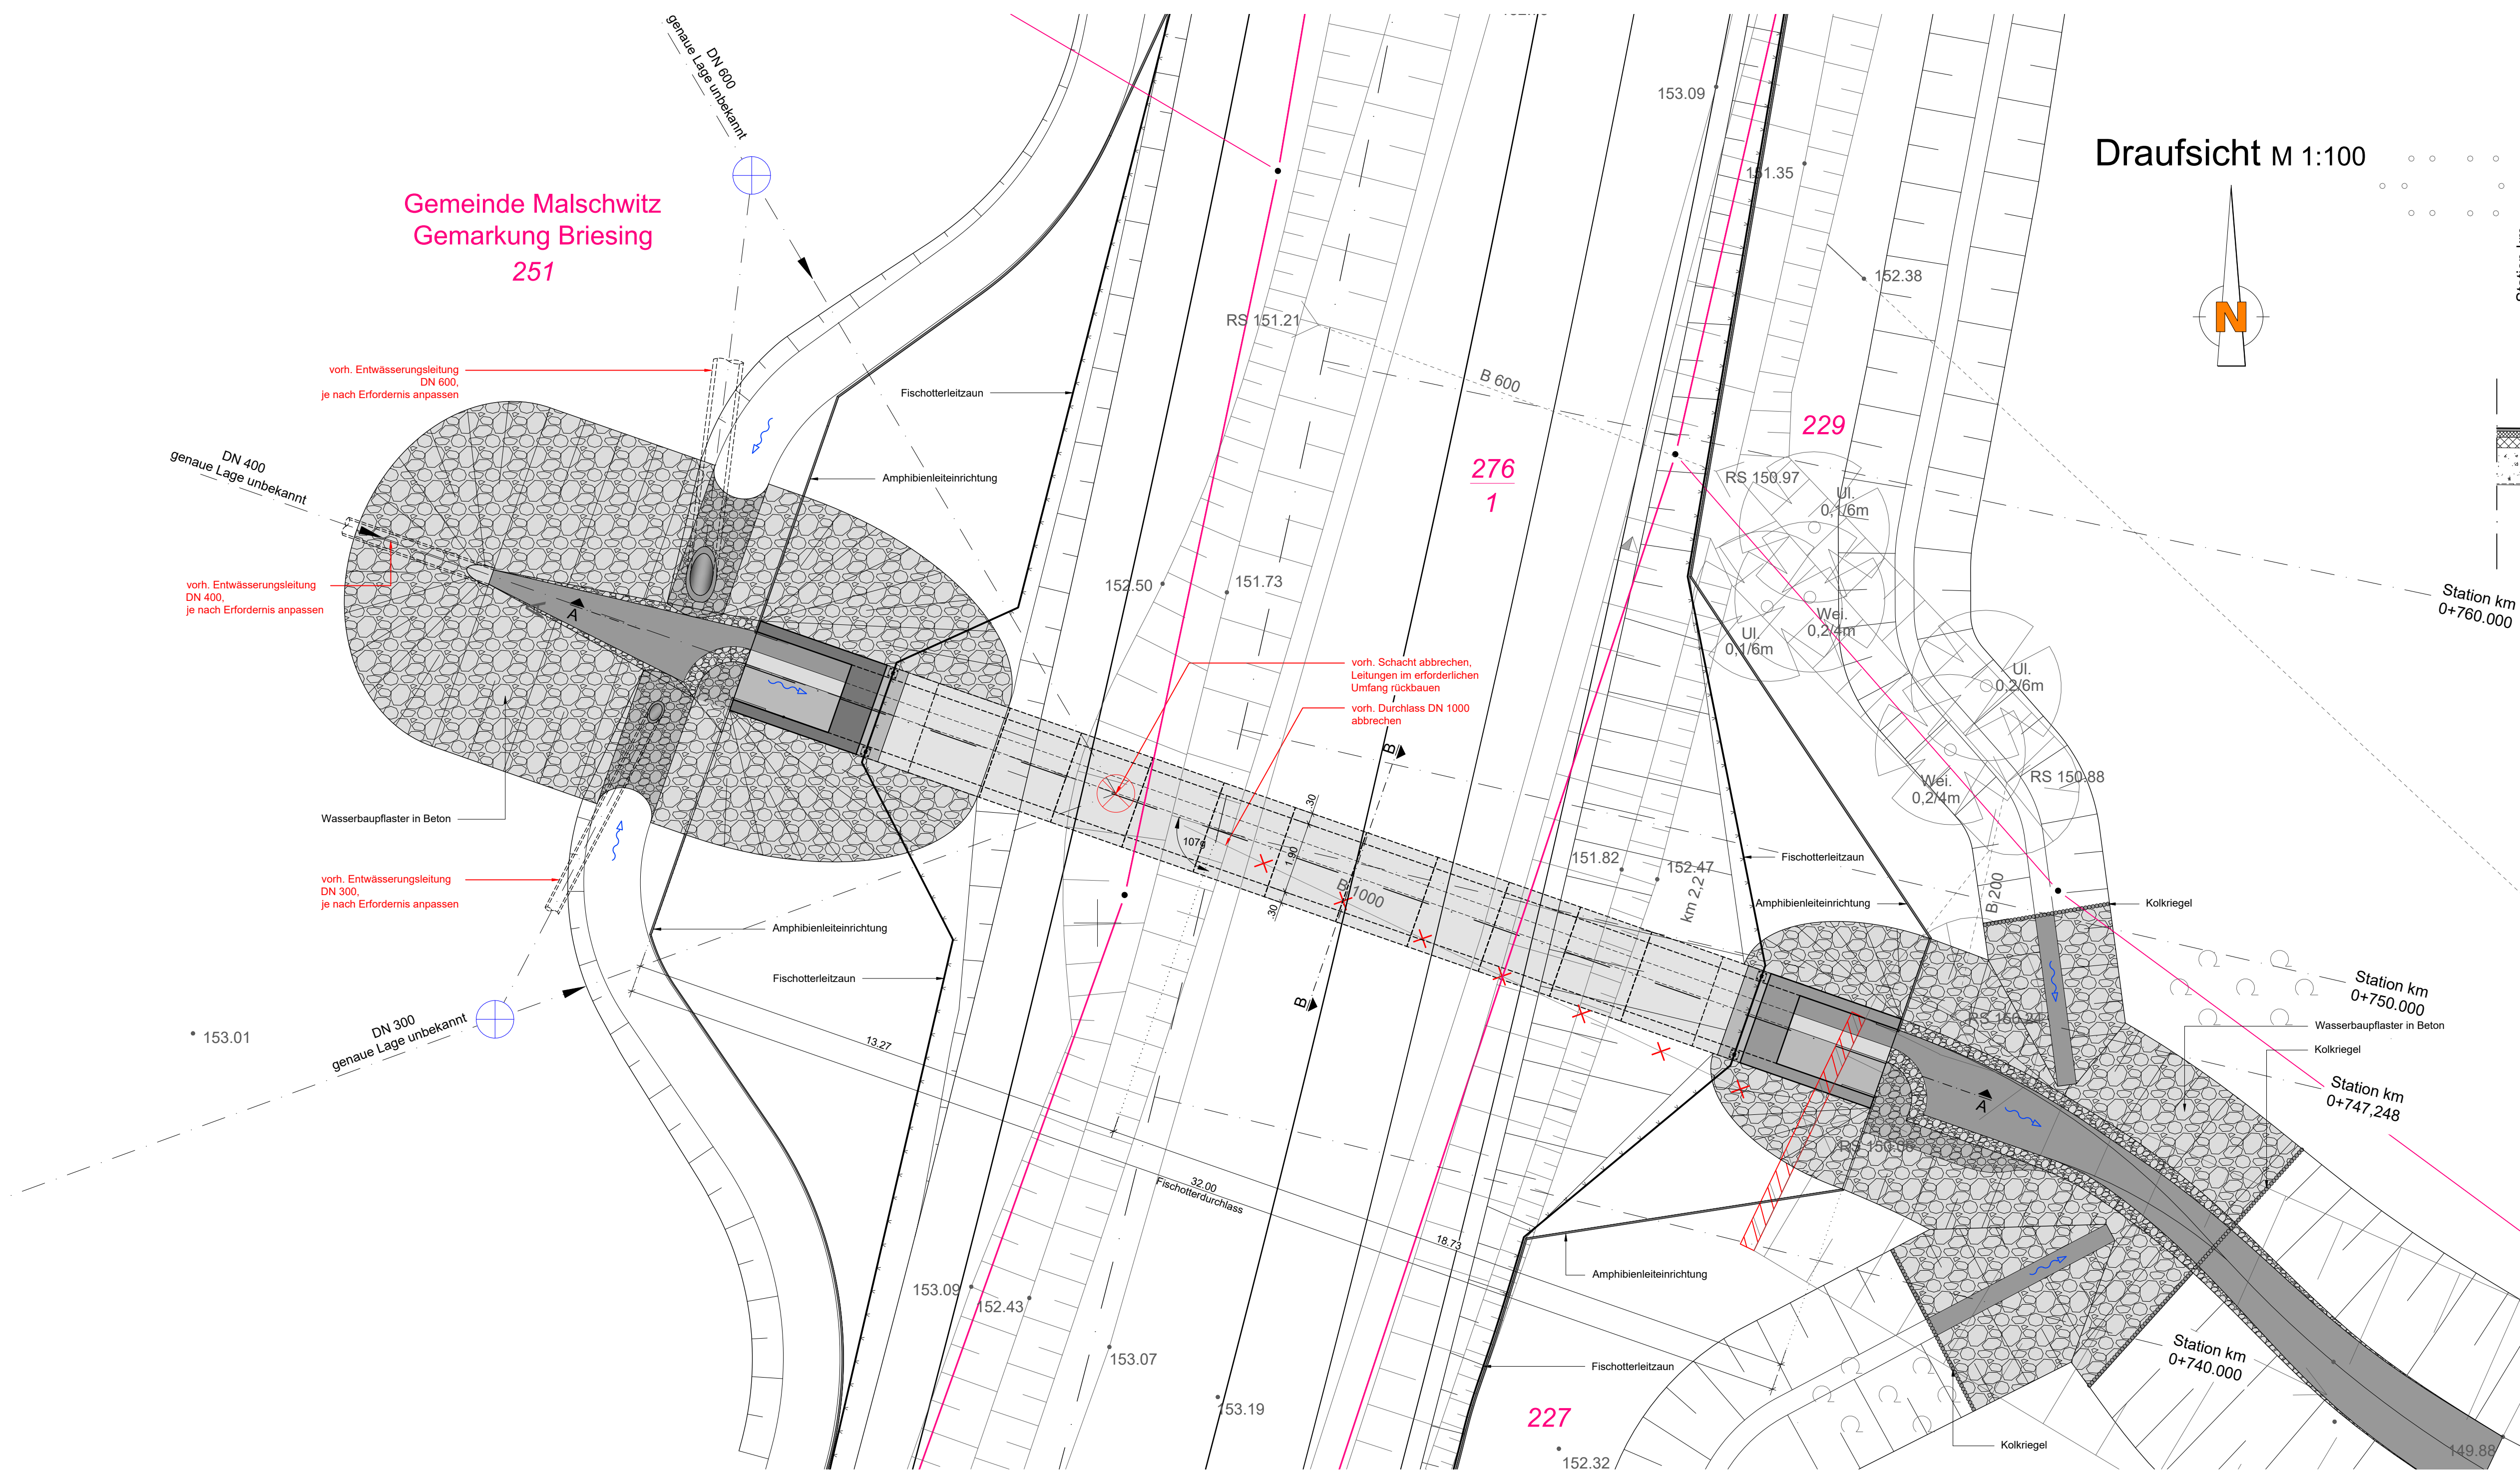 genaue Lage unbekannt
DN 600
Gemeinde Malschwitz
Gemarkung Briesing
251
Draufsicht M 1:100
N
153.09
151.35
152.38
RS 151.21
B 600
vorh. Entwässerungsleitung
DN 600,
je nach Erfordernis anpassen
Fischotterleitzaun
DN 400
genaue Lage unbekannt
Amphibienleiteinrichtung
229
276
1
RS 150.97
Ul.
0,1/6m
vorh. Entwässerungsleitung
DN 400,
je nach Erfordernis anpassen
A
152.50
151.73
Wei.
0,2/4m
Ul.
0,1/6m
Ul.
0,2/6m
Station km
0+760.000
vorh. Schacht abbrechen,
Leitungen im erforderlichen
Umfang rückbauen
vorh. Durchlass DN 1000
abbrechen
B
Wei.
0,2/4m
RS 150.88
Wasserbaupflaster in Beton
107g
30
1.90
30
B 1000
151.82
152.47
km 2,2
Fischotterleitzaun
Amphibienleiteinrichtung
B 200
Kolkriegel
vorh. Entwässerungsleitung
DN 300,
je nach Erfordernis anpassen
Amphibienleiteinrichtung
Fischotterleitzaun
B
Station km
0+750.000
Wasserbaupflaster in Beton
Kolkriegel
153.01
DN 300
genaue Lage unbekannt
13.27
A
Station km
0+747,248
32.00
Fischotterdurchlass
18.73
Amphibienleiteinrichtung
153.09
152.43
153.07
Fischotterleitzaun
Station km
0+740.000
153.19
227
152.32
Kolkriegel
149.88